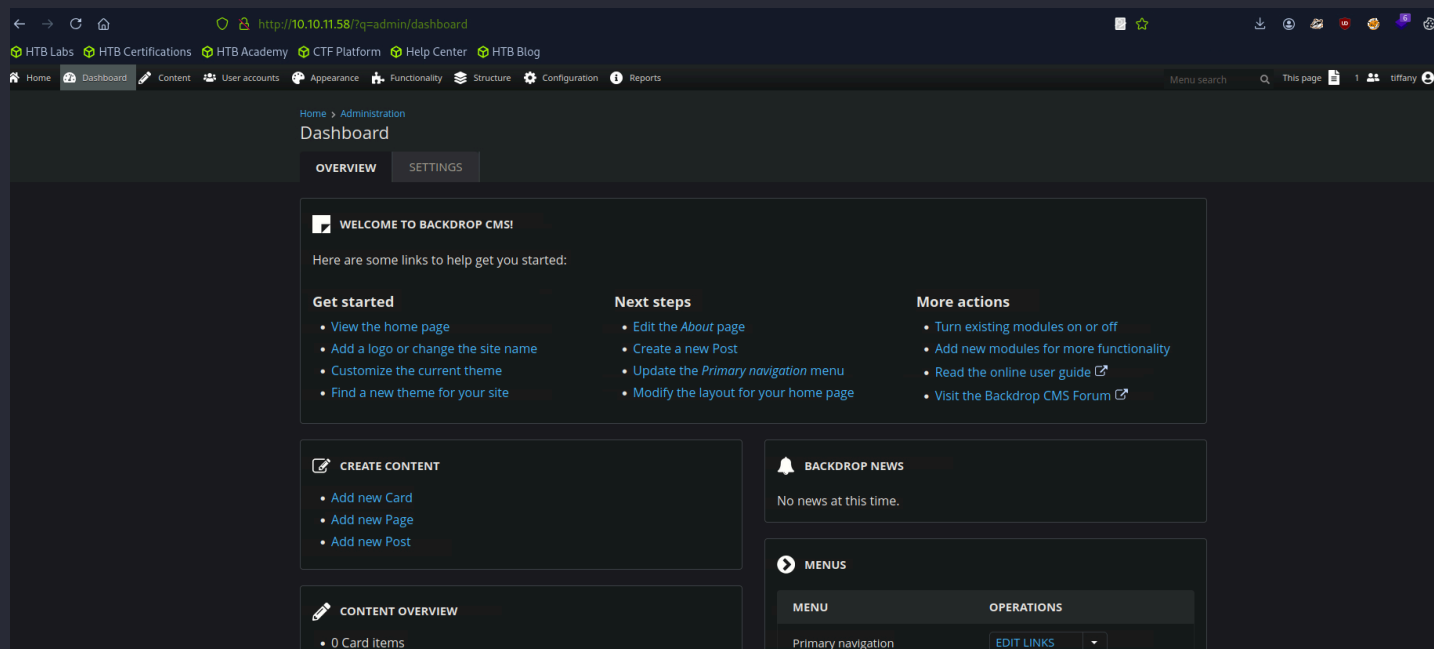 http://10.10.11.58/?q=admin/dashboard
6
HTB Labs HTB Certifications HTB Academy CTF Platform Help Center HTB Blog
Home Dashboard Content User accounts Appearance Functionality Structure Configuration Reports Menu search This page 1 tiffany
Home › Administration
Dashboard
OVERVIEW SETTINGS
WELCOME TO BACKDROP CMS!
Here are some links to help get you started:
Get started
• View the home page
• Add a logo or change the site name
• Customize the current theme
• Find a new theme for your site
Next steps
• Edit the About page
• Create a new Post
• Update the Primary navigation menu
• Modify the layout for your home page
More actions
• Turn existing modules on or off
• Add new modules for more functionality
• Read the online user guide
• Visit the Backdrop CMS Forum
CREATE CONTENT
• Add new Card
• Add new Page
• Add new Post
CONTENT OVERVIEW
• 0 Card items
BACKDROP NEWS
No news at this time.
MENUS
MENU OPERATIONS
Primary navigation EDIT LINKS